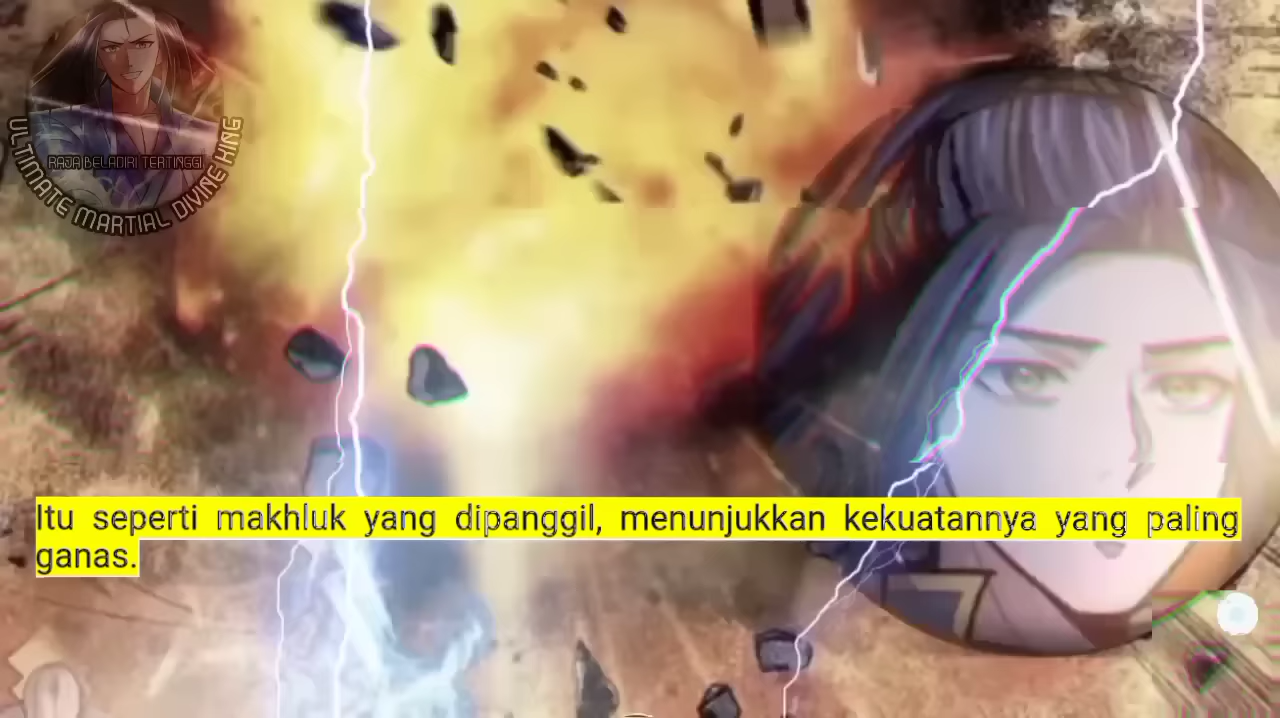 RAJA BELADIRI TERTINGGI
ULTIMATE MARTIAL DIVINE KING
Itu seperti makhluk yang dipanggil, menunjukkan kekuatannya yang paling
ganas.